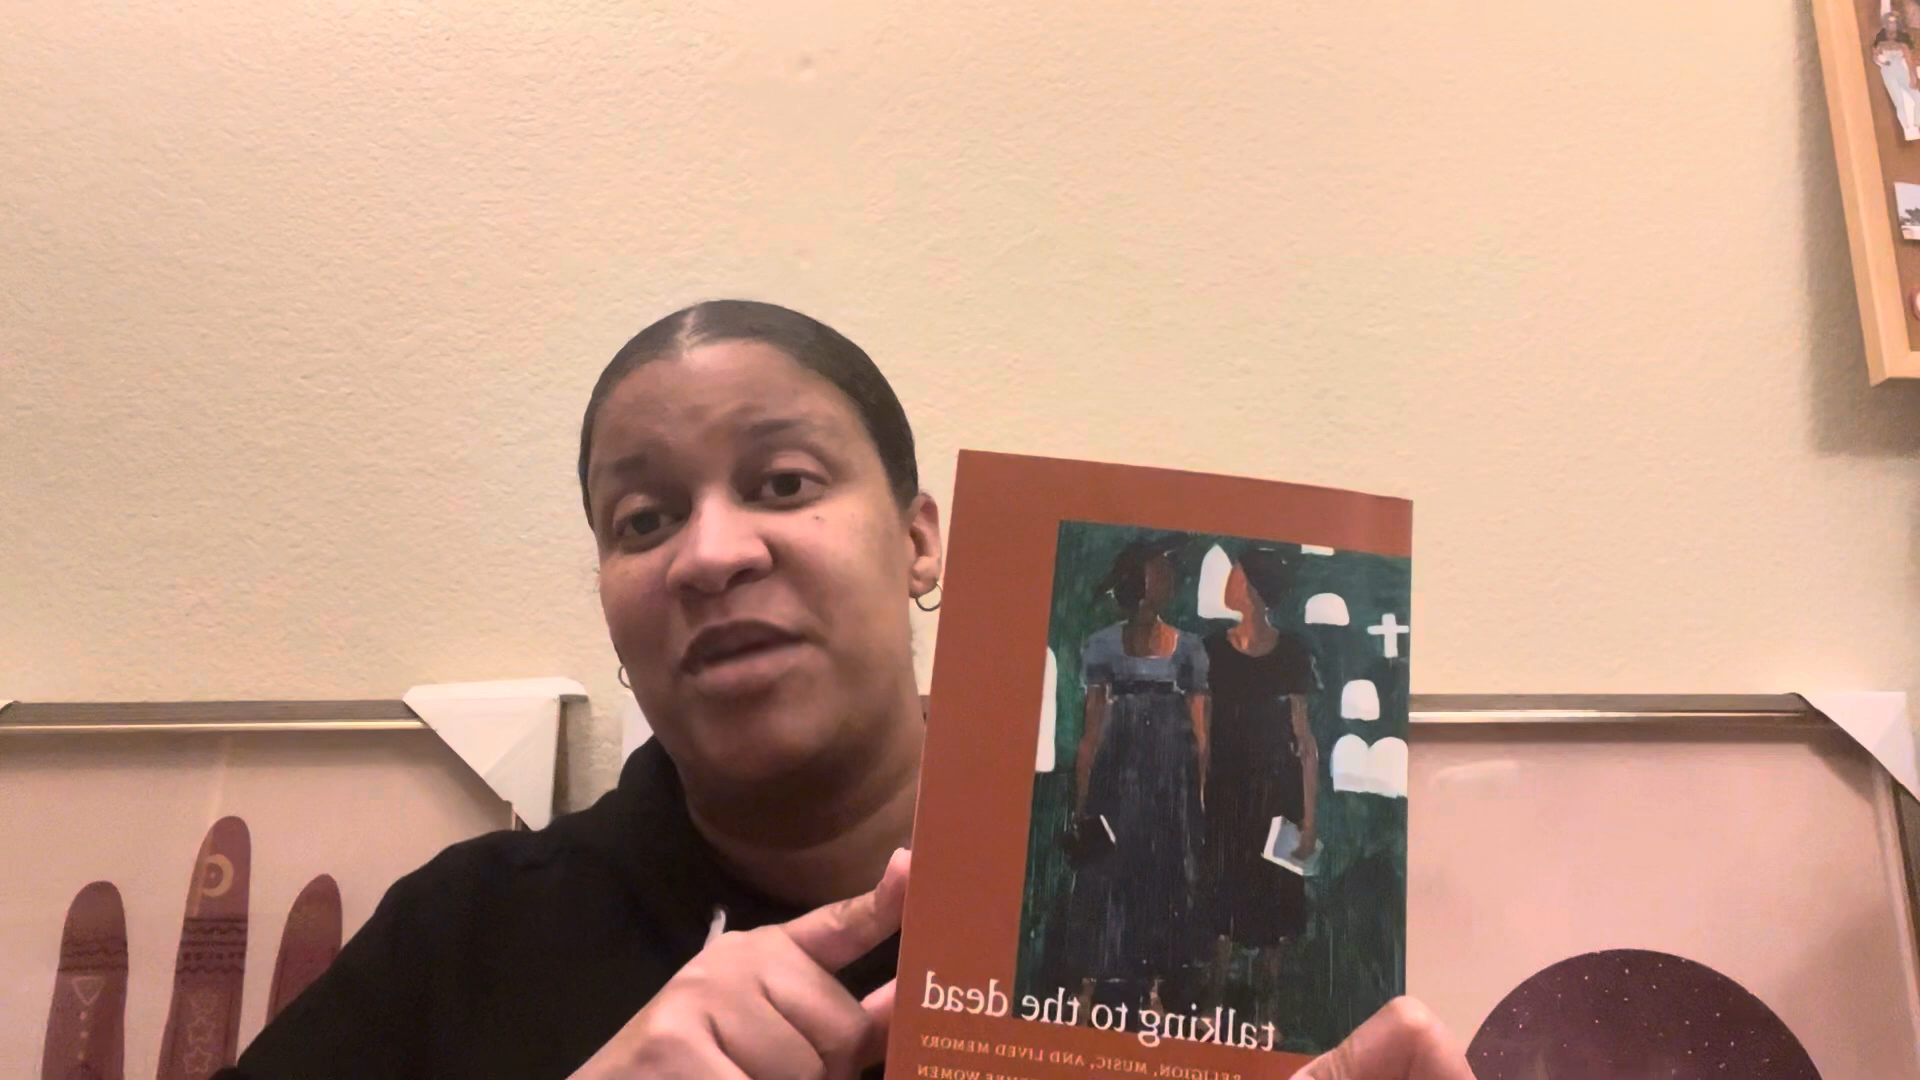 talking to the dead
RELIGION, MUSIC, AND LIVED MEMORY
WOMEN